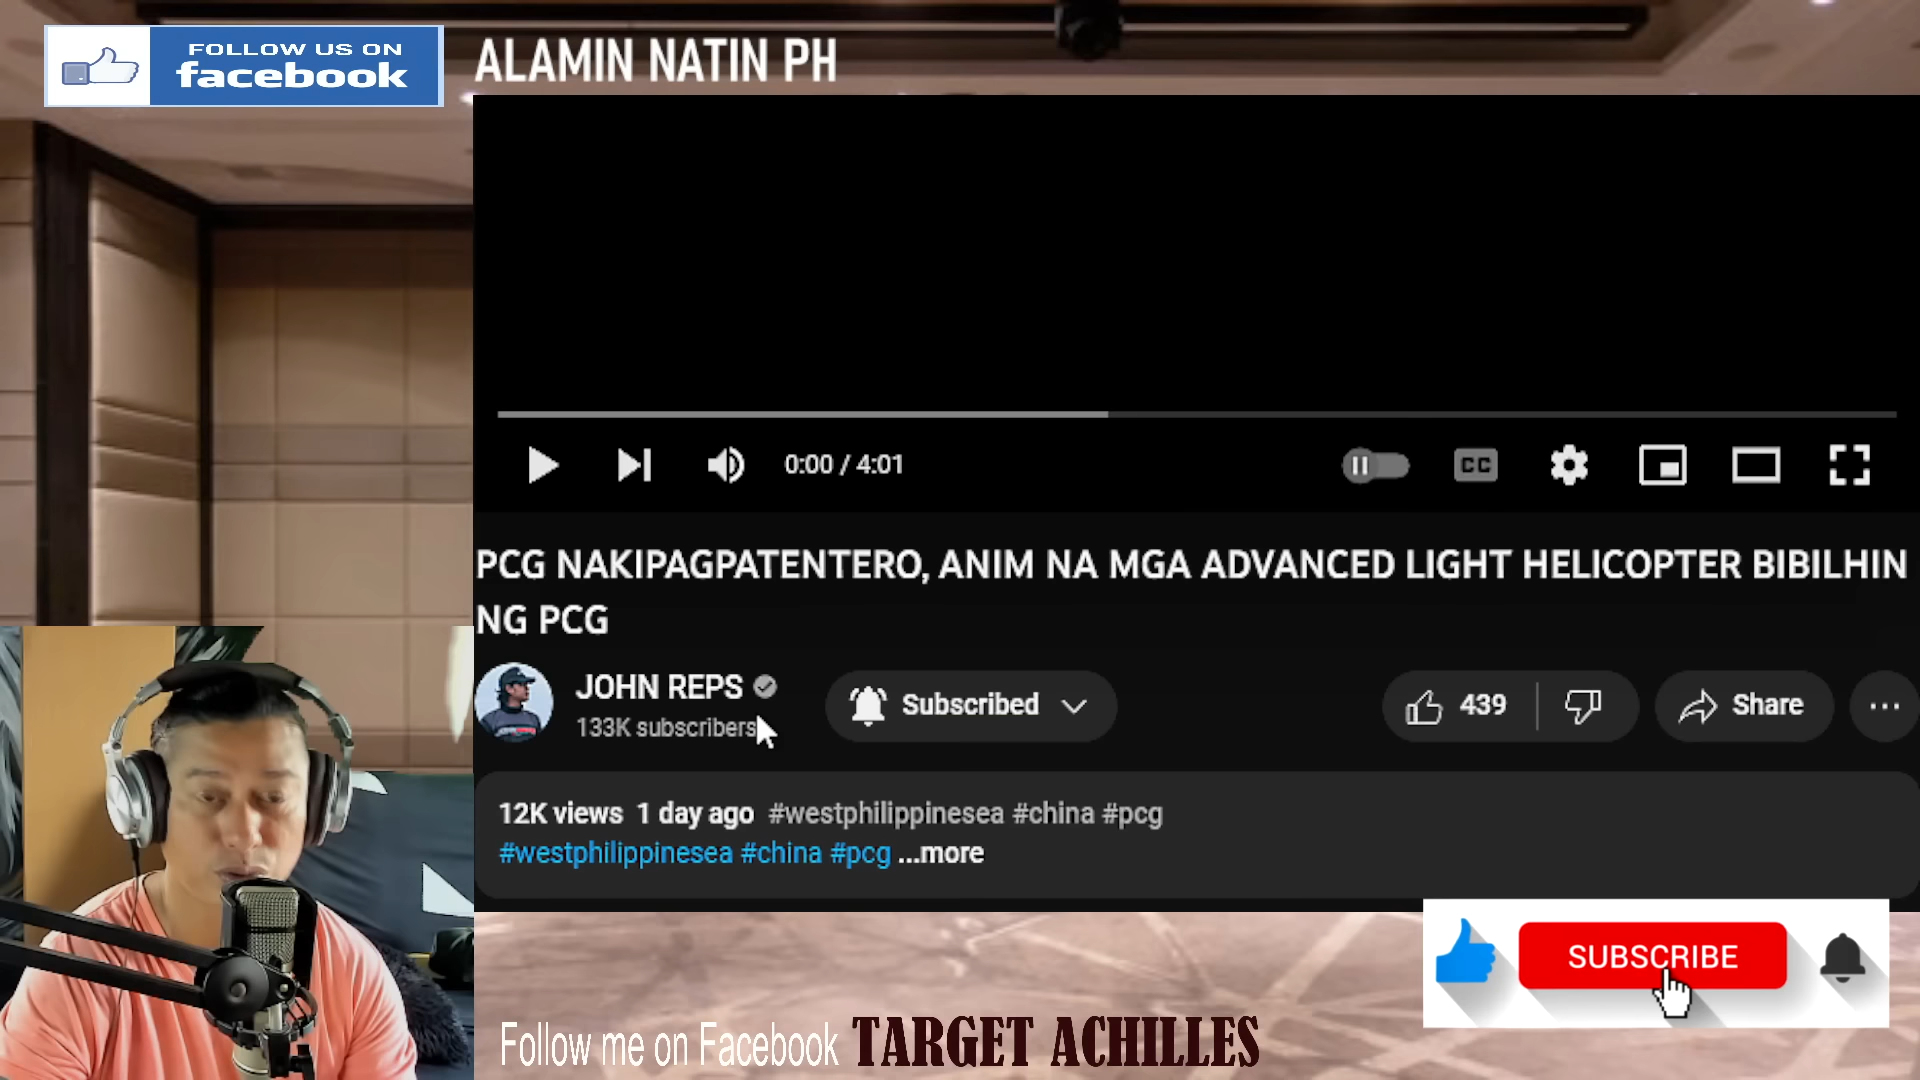 FOLLOW US ON
facebook
ALAMIN NATIN PH
0:00 / 4:01
CC
PCG NAKIPAGPATENTERO, ANIM NA MGA ADVANCED LIGHT HELICOPTER BIBILHIN
NG PCG
JOHN REPS
133K subscribers
Subscribed
439
Share
12K views 1 day ago #westphilippinesea #china #pcg
#westphilippinesea #china #pcg ...more
SUBSCRIBE
Follow me on Facebook TARGET ACHILLES